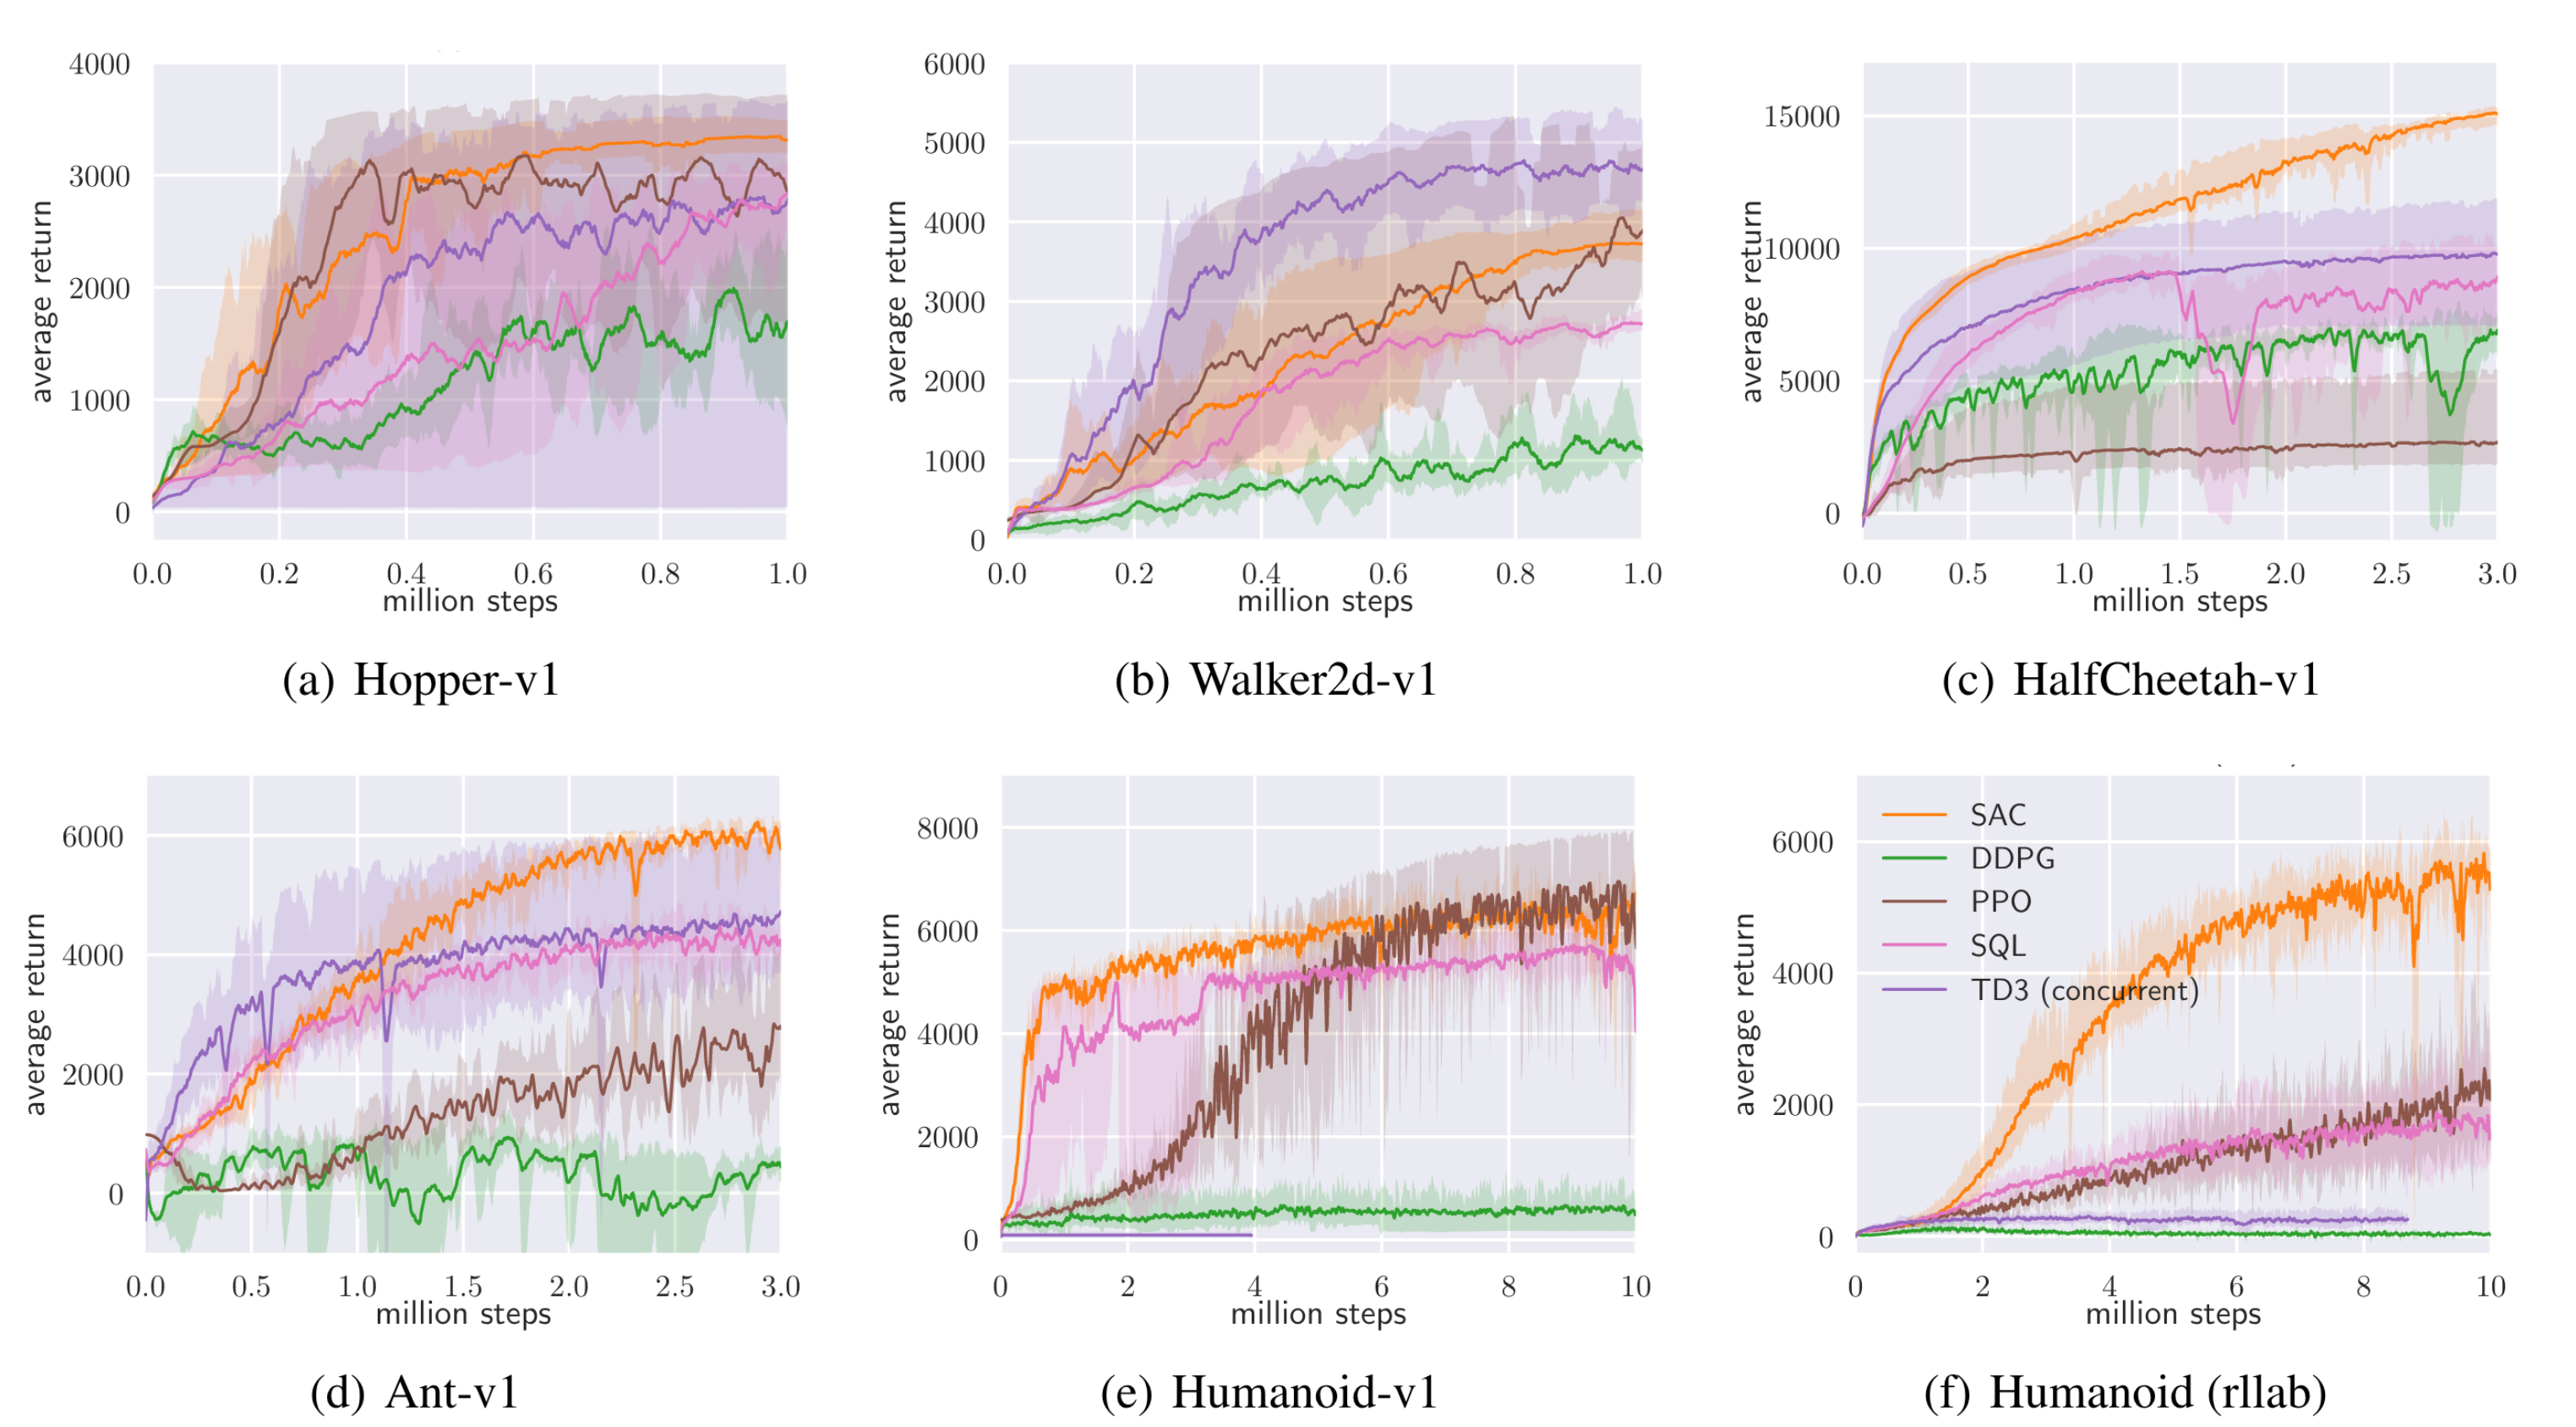 4000
3000
2000
1000
0
average return
0.0 0.2 0.4 0.6 0.8 1.0
million steps
(a) Hopper-v1
6000
5000
4000
3000
2000
1000
0
average return
0.0 0.2 0.4 0.6 0.8 1.0
million steps
(b) Walker2d-v1
15000
10000
5000
0
average return
0.0 0.5 1.0 1.5 2.0 2.5 3.0
million steps
(c) HalfCheetah-v1
6000
4000
2000
0
average return
0.0 0.5 1.0 1.5 2.0 2.5 3.0
million steps
(d) Ant-v1
8000
6000
4000
2000
0
average return
0 2 4 6 8 10
million steps
(e) Humanoid-v1
6000
4000
2000
0
average return
SAC
DDPG
PPO
SQL
TD3 (concurrent)
0 2 4 6 8 10
million steps
(f) Humanoid (rllab)